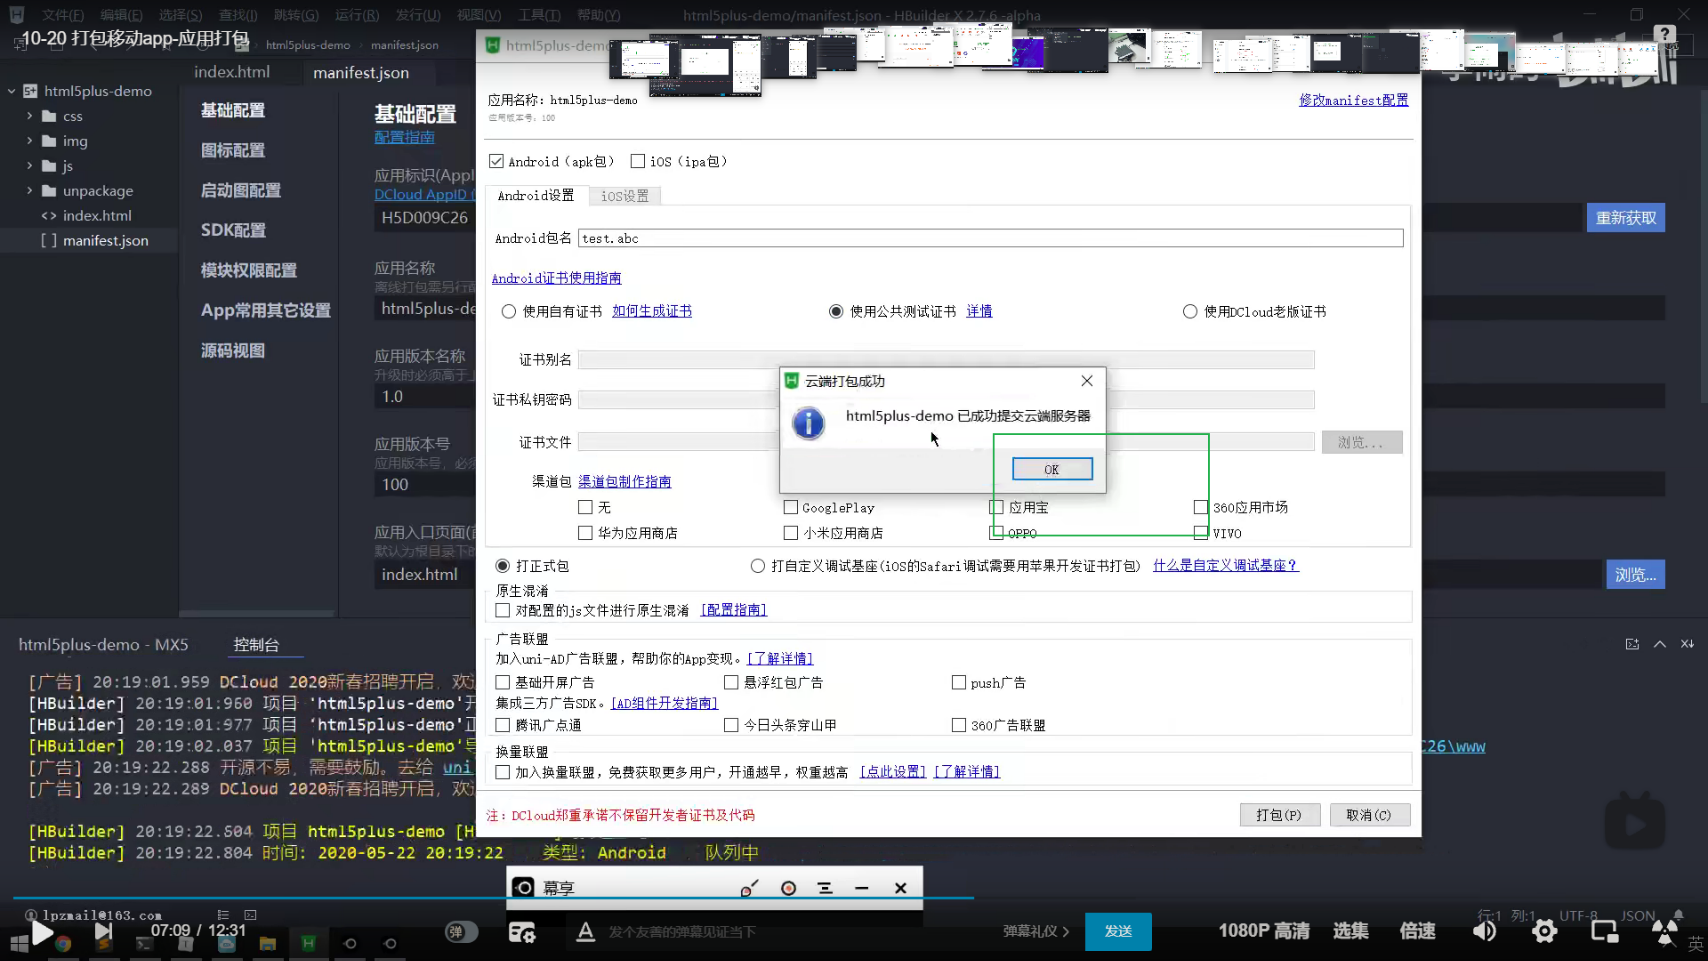 文件(F) 编辑(E) 选择(S) 查找(I) 跳转(G) 运行(R) 发行(U) 视图(V) 工具(T) 帮助(Y)
html5plus-demo/manifest.json - HBuilder X 2.7.6 -alpha
10-20 打包移动app-应用打包
html5plus-demo
manifest.json
index.html
manifest.json
html5plus-demo
css
img
js
unpackage
index.html
manifest.json
基础配置
图标配置
启动图配置
SDK配置
模块权限配置
App常用其它设置
源码视图
基础配置
配置指南
应用标识(Appl
DCloud AppID
H5D009C26
重新获取
应用名称
html5plus-de
应用版本名称
升级时必须高于上
1.0
应用版本号
应用版本号，必须
100
应用入口页面(首
默认为根目录下的
index.html
浏览...
应用名称：html5plus-demo
修改manifest配置
应用版本号：100
Android（apk包）
iOS（ipa包）
Android设置
iOS设置
Android包名
test.abc
Android证书使用指南
使用自有证书 如何生成证书
使用公共测试证书 详情
使用DCloud老版证书
证书别名
证书私钥密码
证书文件
浏览...
云端打包成功
html5plus-demo 已成功提交云端服务器
OK
渠道包 渠道包制作指南
无
GooglePlay
应用宝
360应用市场
华为应用商店
小米应用商店
OPPO
VIVO
打正式包
打自定义调试基座(iOS的Safari调试需要用苹果开发证书打包) 什么是自定义调试基座?
原生混淆
对配置的js文件进行原生混淆 [配置指南]
广告联盟
加入uni-AD广告联盟，帮助你的App变现。[了解详情]
基础开屏广告
悬浮红包广告
push广告
集成三方广告SDK。[AD组件开发指南]
腾讯广点通
今日头条穿山甲
360广告联盟
换量联盟
加入换量联盟，免费获取更多用户，开通越早，权重越高 [点此设置] [了解详情]
注：DCloud郑重承诺不保留开发者证书及代码
打包(P)
取消(C)
html5plus-demo - MX5
控制台
[广告] 20:19:01.959 DCloud 2020新春招聘开启，欢迎
[HBuilder] 20:19:01.960 项目 'html5plus-demo'开
[HBuilder] 20:19:01.977 项目 'html5plus-demo'正
[HBuilder] 20:19:02.037 项目 'html5plus-demo'导
C26\www
[广告] 20:19:22.288 开源不易，需要鼓励。去给 uni
[广告] 20:19:22.289 DCloud 2020新春招聘开启，欢迎
[HBuilder] 20:19:22.804 项目 html5plus-demo [H
[HBuilder] 20:19:22.804 时间: 2020-05-22 20:19:22 类型: Android 队列中
幕享
lpzmail@163.com
行:1 列:1 UTF-8 JSON
07:09 / 12:31
弹
发个友善的弹幕见证当下
弹幕礼仪
发送
1080P 高清
选集
倍速
英